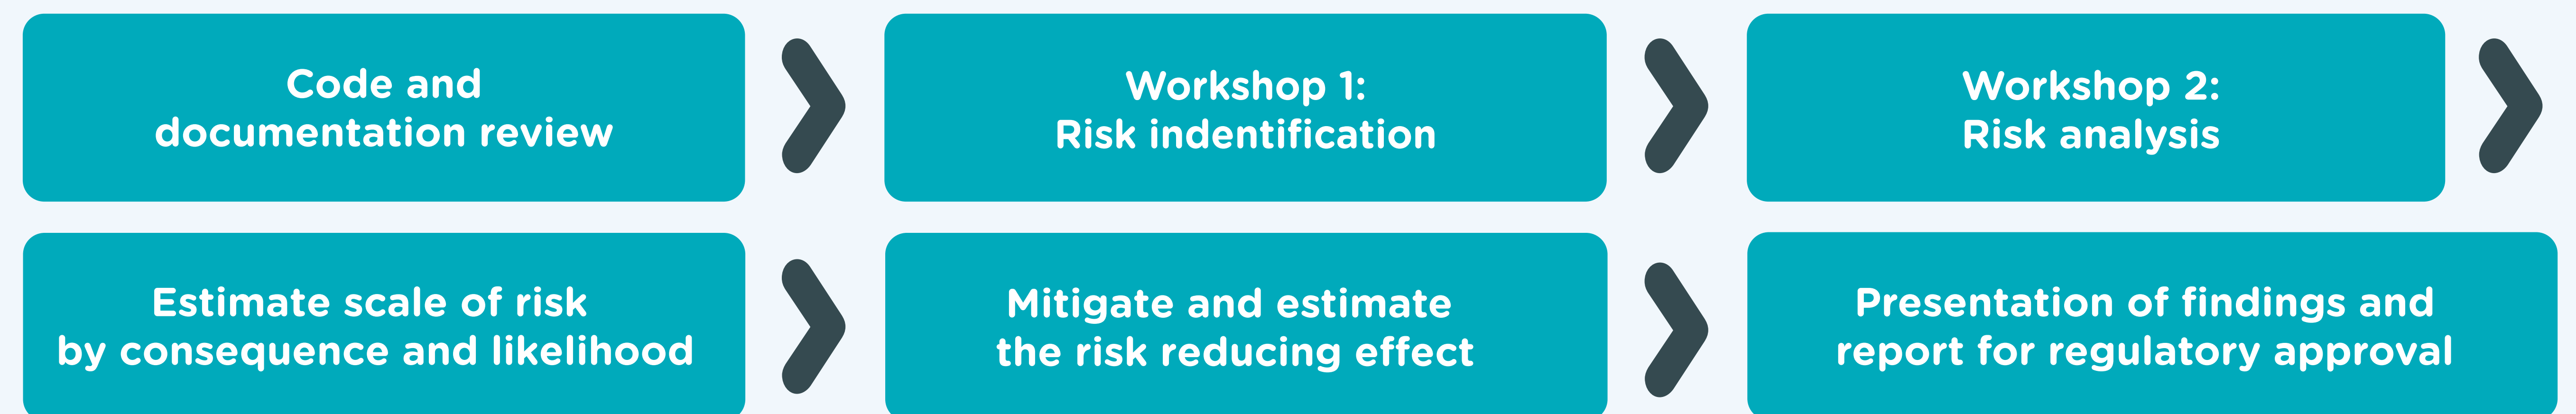 Code and
documentation review
Workshop 1:
Risk indentification
Workshop 2:
Risk analysis
Estimate scale of risk
by consequence and likelihood
Mitigate and estimate
the risk reducing effect
Presentation of findings and
report for regulatory approval